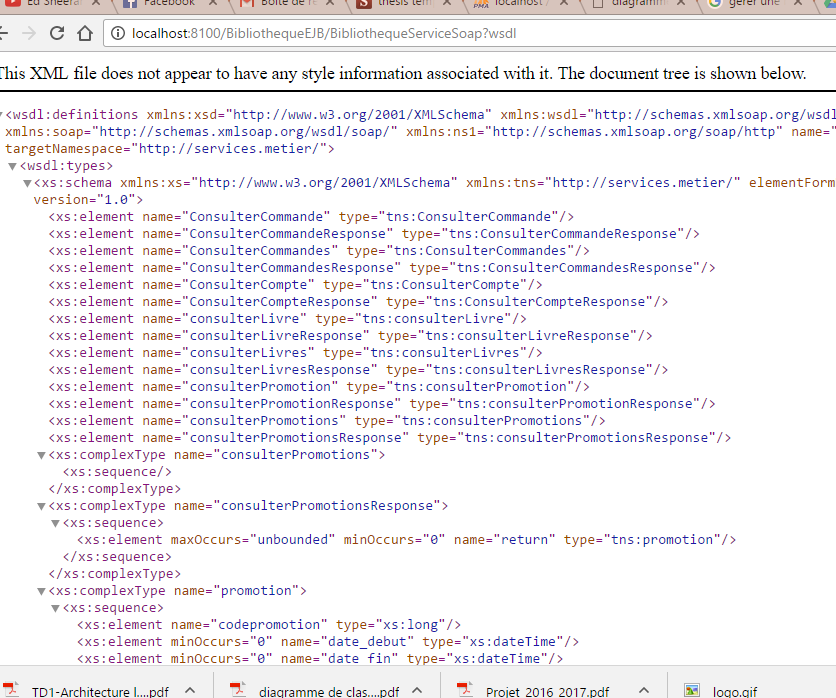 Ed Sheeran
Facebook
Boîte de ré
thesis tem
localhost /
diagramm
gérer une
localhost:8100/BibliothequeEJB/BibliothequeServiceSoap?wsdl
This XML file does not appear to have any style information associated with it. The document tree is shown below.
<wsdl:definitions xmlns:xsd="http://www.w3.org/2001/XMLSchema" xmlns:wsdl="http://schemas.xmlsoap.org/wsdl
xmlns:soap="http://schemas.xmlsoap.org/wsdl/soap/" xmlns:ns1="http://schemas.xmlsoap.org/soap/http" name="
targetNamespace="http://services.metier/">
<wsdl:types>
<xs:schema xmlns:xs="http://www.w3.org/2001/XMLSchema" xmlns:tns="http://services.metier/" elementForm
version="1.0">
<xs:element name="ConsulterCommande" type="tns:ConsulterCommande"/>
<xs:element name="ConsulterCommandeResponse" type="tns:ConsulterCommandeResponse"/>
<xs:element name="ConsulterCommandes" type="tns:ConsulterCommandes"/>
<xs:element name="ConsulterCommandesResponse" type="tns:ConsulterCommandesResponse"/>
<xs:element name="ConsulterCompte" type="tns:ConsulterCompte"/>
<xs:element name="ConsulterCompteResponse" type="tns:ConsulterCompteResponse"/>
<xs:element name="consulterLivre" type="tns:consulterLivre"/>
<xs:element name="consulterLivreResponse" type="tns:consulterLivreResponse"/>
<xs:element name="consulterLivres" type="tns:consulterLivres"/>
<xs:element name="consulterLivresResponse" type="tns:consulterLivresResponse"/>
<xs:element name="consulterPromotion" type="tns:consulterPromotion"/>
<xs:element name="consulterPromotionResponse" type="tns:consulterPromotionResponse"/>
<xs:element name="consulterPromotions" type="tns:consulterPromotions"/>
<xs:element name="consulterPromotionsResponse" type="tns:consulterPromotionsResponse"/>
<xs:complexType name="consulterPromotions">
<xs:sequence/>
</xs:complexType>
<xs:complexType name="consulterPromotionsResponse">
<xs:sequence>
<xs:element maxOccurs="unbounded" minOccurs="0" name="return" type="tns:promotion"/>
</xs:sequence>
</xs:complexType>
<xs:complexType name="promotion">
<xs:sequence>
<xs:element name="codepromotion" type="xs:long"/>
<xs:element minOccurs="0" name="date_debut" type="xs:dateTime"/>
<xs:element minOccurs="0" name="date_fin" type="xs:dateTime"/>
TD1-Architecture l....pdf
diagramme de clas....pdf
Projet_2016_2017.pdf
logo.gif